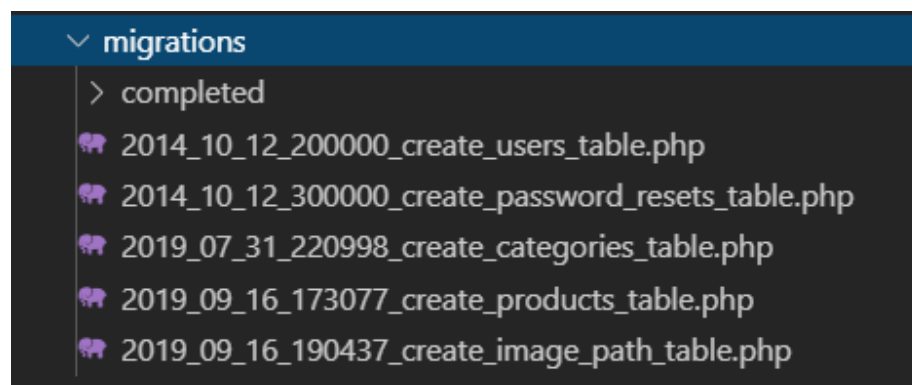 migrations
completed
2014_10_12_200000_create_users_table.php
2014_10_12_300000_create_password_resets_table.php
2019_07_31_220998_create_categories_table.php
2019_09_16_173077_create_products_table.php
2019_09_16_190437_create_image_path_table.php